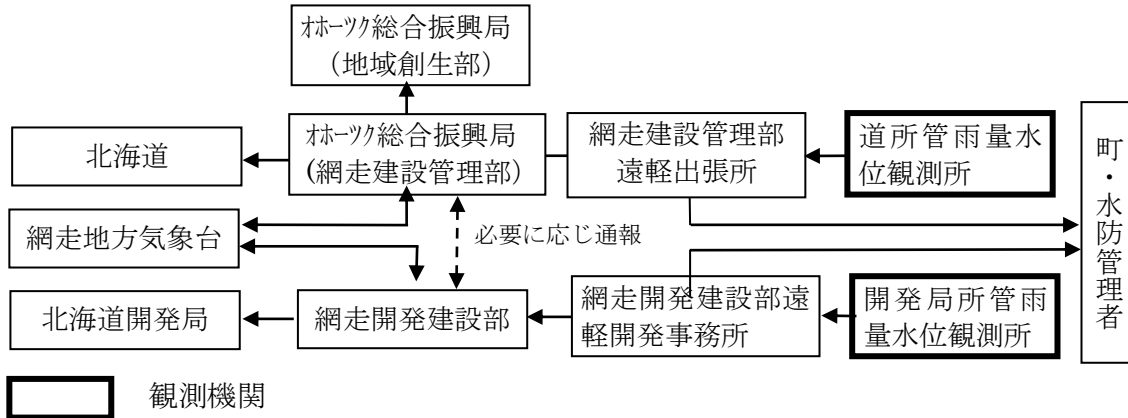 ｵﾎｰﾂｸ総合振興局
（地域創生部）
北海道
ｵﾎｰﾂｸ総合振興局
(網走建設管理部）
網走建設管理部
遠軽出張所
道所管雨量水
位観測所
町・水防管理者
網走地方気象台
必要に応じ通報
北海道開発局
網走開発建設部
網走開発建設部遠
軽開発事務所
開発局所管雨
量水位観測所
観測機関